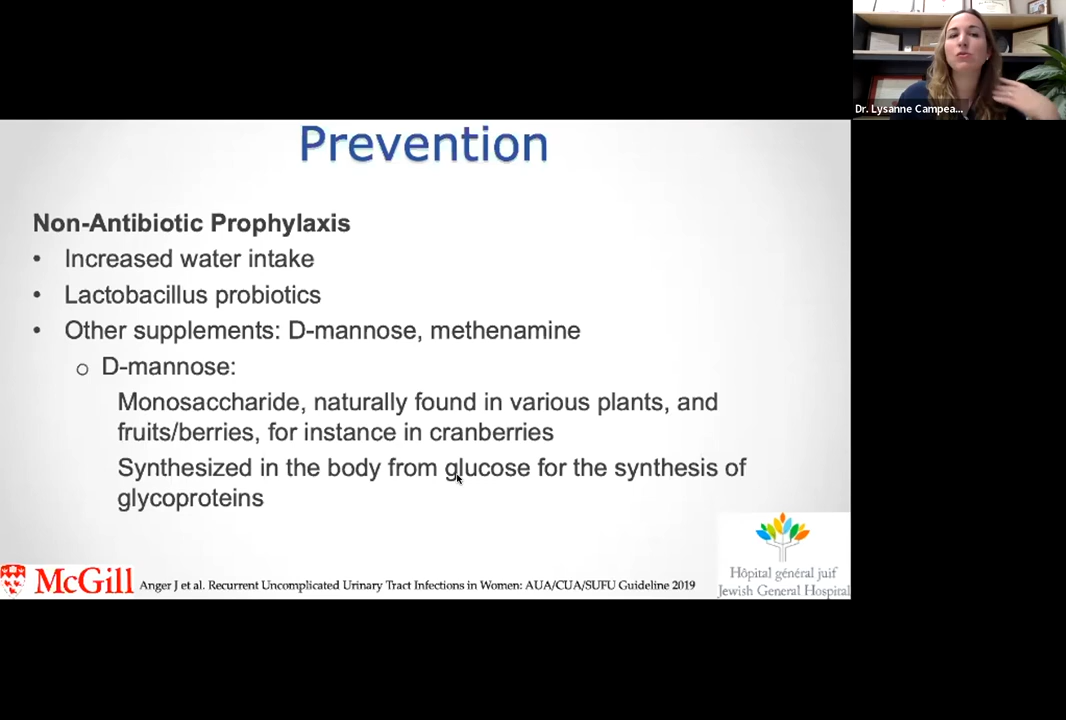 Dr. Lysanne Campea...
Prevention
Non-Antibiotic Prophylaxis
• Increased water intake
• Lactobacillus probiotics
• Other supplements: D-mannose, methenamine
o D-mannose:
Monosaccharide, naturally found in various plants, and
fruits/berries, for instance in cranberries
Synthesized in the body from glucose for the synthesis of
glycoproteins
McGill
Anger J et al. Recurrent Uncomplicated Urinary Tract Infections in Women: AUA/CUA/SUFU Guideline 2019
Hôpital général juif
Jewish General Hospital